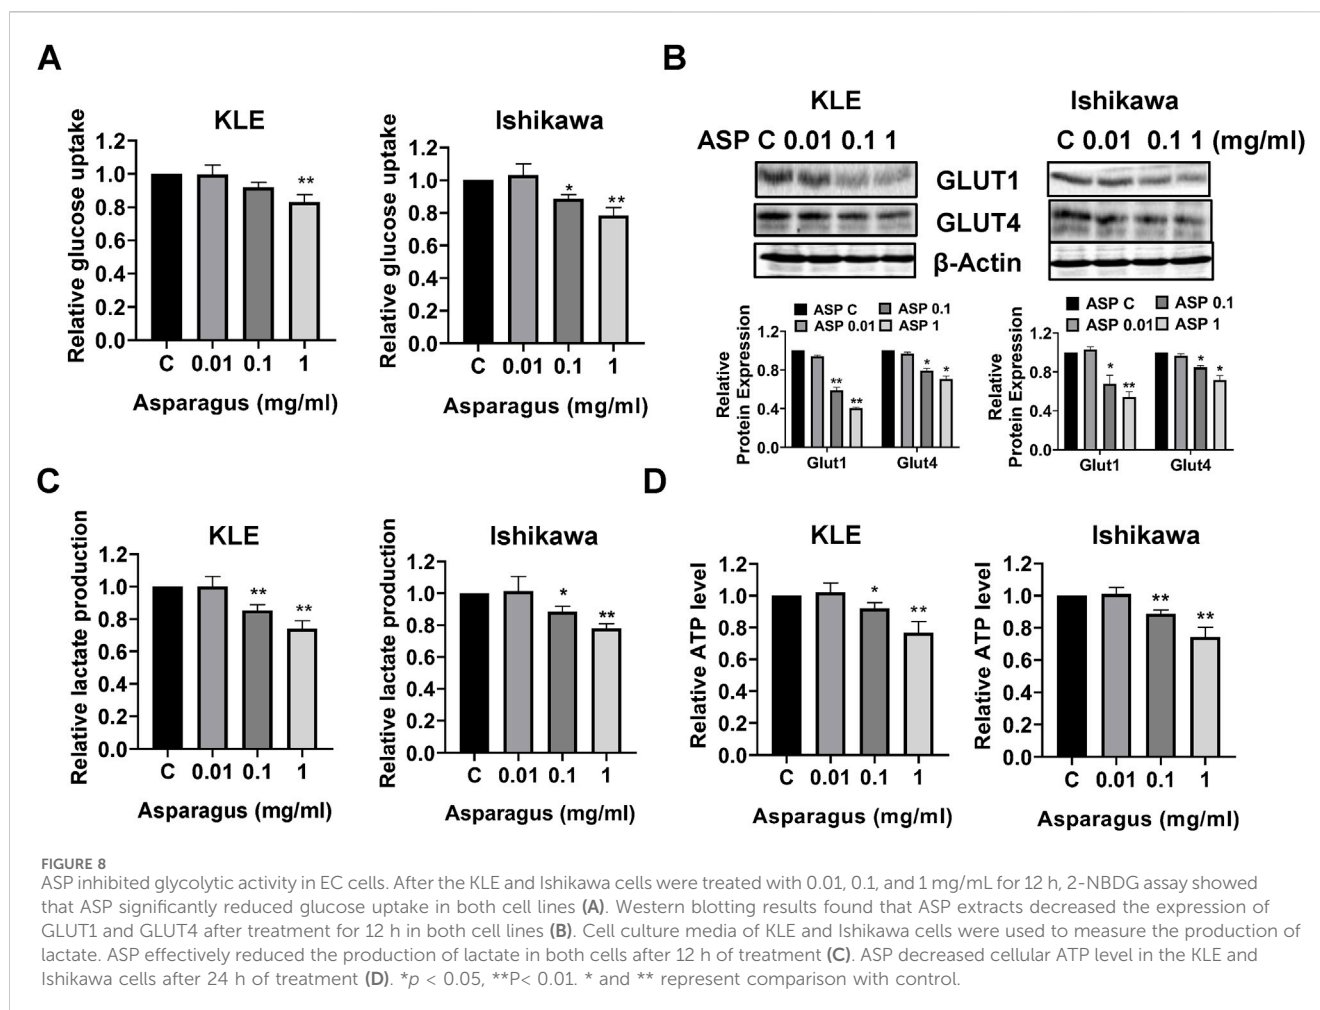 A
KLE
Relative glucose uptake
1.2
1.0
0.8
0.6
0.4
0.2
0.0
**
C 0.01 0.1 1
Asparagus (mg/ml)
Ishikawa
Relative glucose uptake
1.2
1.0
0.8
0.6
0.4
0.2
0.0
*
**
C 0.01 0.1 1
Asparagus (mg/ml)
B
KLE
Ishikawa
ASP C 0.01 0.1 1
C 0.01 0.1 1 (mg/ml)
GLUT1
GLUT4
β-Actin
ASP C ASP 0.1
ASP 0.01 ASP 1
Relative
Protein Expression
1.2
0.8
0.4
0.0
**
**
*
*
Glut1 Glut4
ASP C ASP 0.1
ASP 0.01 ASP 1
Relative
Protein Expression
1.2
0.8
0.4
0.0
*
**
*
*
Glut1 Glut4
C
KLE
Relative lactate production
1.2
1.0
0.8
0.6
0.4
0.2
0.0
**
**
C 0.01 0.1 1
Asparagus (mg/ml)
Ishikawa
Relative lactate production
1.2
1.0
0.8
0.6
0.4
0.2
0.0
*
**
C 0.01 0.1 1
Asparagus (mg/ml)
D
KLE
Relative ATP level
1.2
1.0
0.8
0.6
0.4
0.2
0.0
*
**
C 0.01 0.1 1
Asparagus (mg/ml)
Ishikawa
Relative ATP level
1.2
1.0
0.8
0.6
0.4
0.2
0.0
**
**
C 0.01 0.1 1
Asparagus (mg/ml)
FIGURE 8
ASP inhibited glycolytic activity in EC cells. After the KLE and Ishikawa cells were treated with 0.01, 0.1, and 1 mg/mL for 12 h, 2-NBDG assay showed
that ASP significantly reduced glucose uptake in both cell lines (A). Western blotting results found that ASP extracts decreased the expression of
GLUT1 and GLUT4 after treatment for 12 h in both cell lines (B). Cell culture media of KLE and Ishikawa cells were used to measure the production of
lactate. ASP effectively reduced the production of lactate in both cells after 12 h of treatment (C). ASP decreased cellular ATP level in the KLE and
Ishikawa cells after 24 h of treatment (D). *p < 0.05, **P< 0.01. * and ** represent comparison with control.